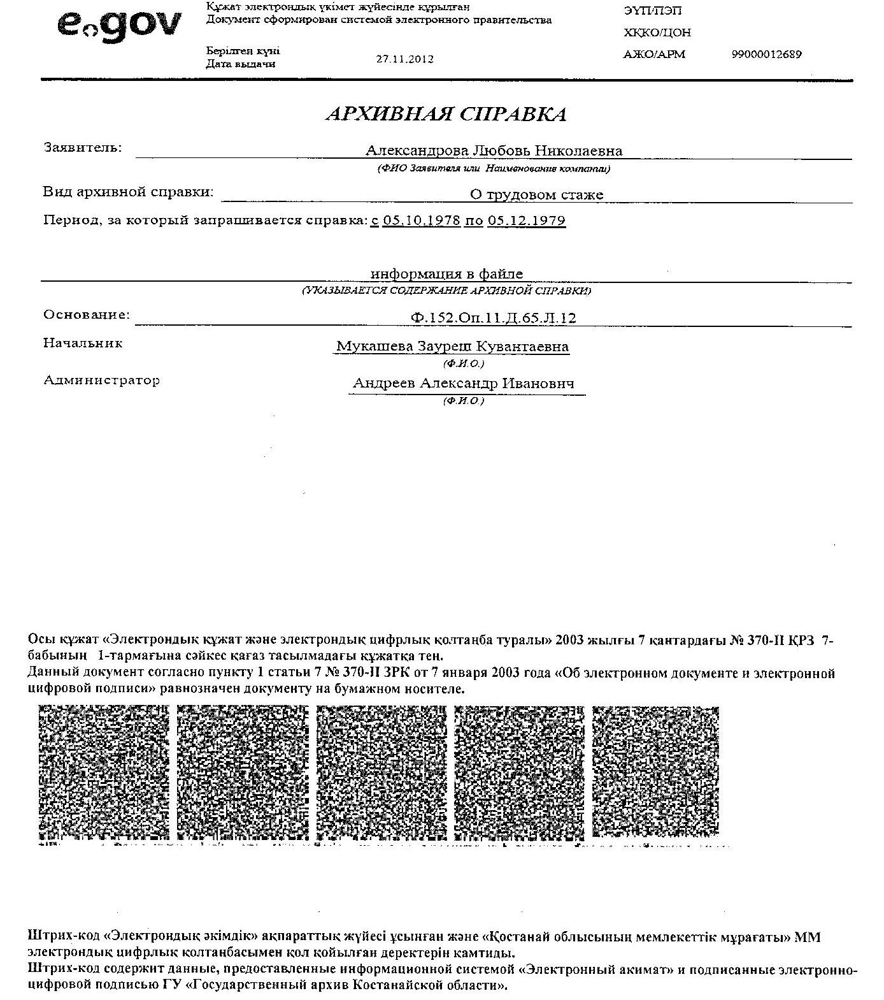 e.gov
Құжат электрондық үкімет жүйесінде құрылған
Документ сформирован системой электронного правительства
Берілген күні
Дата выдачи
27.11.2012
ЭҮП/ПЭП
ХҚКО/ЦОН
АЖО/АРМ 99000012689
АРХИВНАЯ СПРАВКА
Заявитель: Александрова Любовь Николаевна
(ФИО Заявителя или Наименование компании)
Вид архивной справки: О трудовом стаже
Период, за который запрашивается справка: с 05.10.1978 по 05.12.1979
информация в файле
(УКАЗЫВАЕТСЯ СОДЕРЖАНИЕ АРХИВНОЙ СПРАВКИ)
Основание: Ф.152.Оп.11.Д.65.Л.12
Начальник Мукашева Зауреш Кувантаевна
(Ф.И.О.)
Администратор Андреев Александр Иванович
(Ф.И.О.)
Осы құжат «Электрондық құжат және электрондық цифрлық қолтаңба туралы» 2003 жылғы 7 қантардағы № 370-II ҚРЗ 7-
бабынын 1-тармағына сәйкес қағаз тасылмадағы құжатқа тең.
Данный документ согласно пункту 1 статьи 7 № 370-II ЗРК от 7 января 2003 года «Об электронном документе и электронной
цифровой подписи» равнозначен документу на бумажном носителе.
Штрих-код «Электрондық әкімдік» ақпараттық жүйесі ұсынған және «Қостанай облысының мемлекеттік мұрағаты» ММ
электрондық цифрлық қолтаңбасымен қол қойылған деректерін қамтиды.
Штрих-код содержит данные, предоставленные информационной системой «Электронный акимат» и подписанные электронно-
цифровой подписью ГУ «Государственный архив Костанайской области».